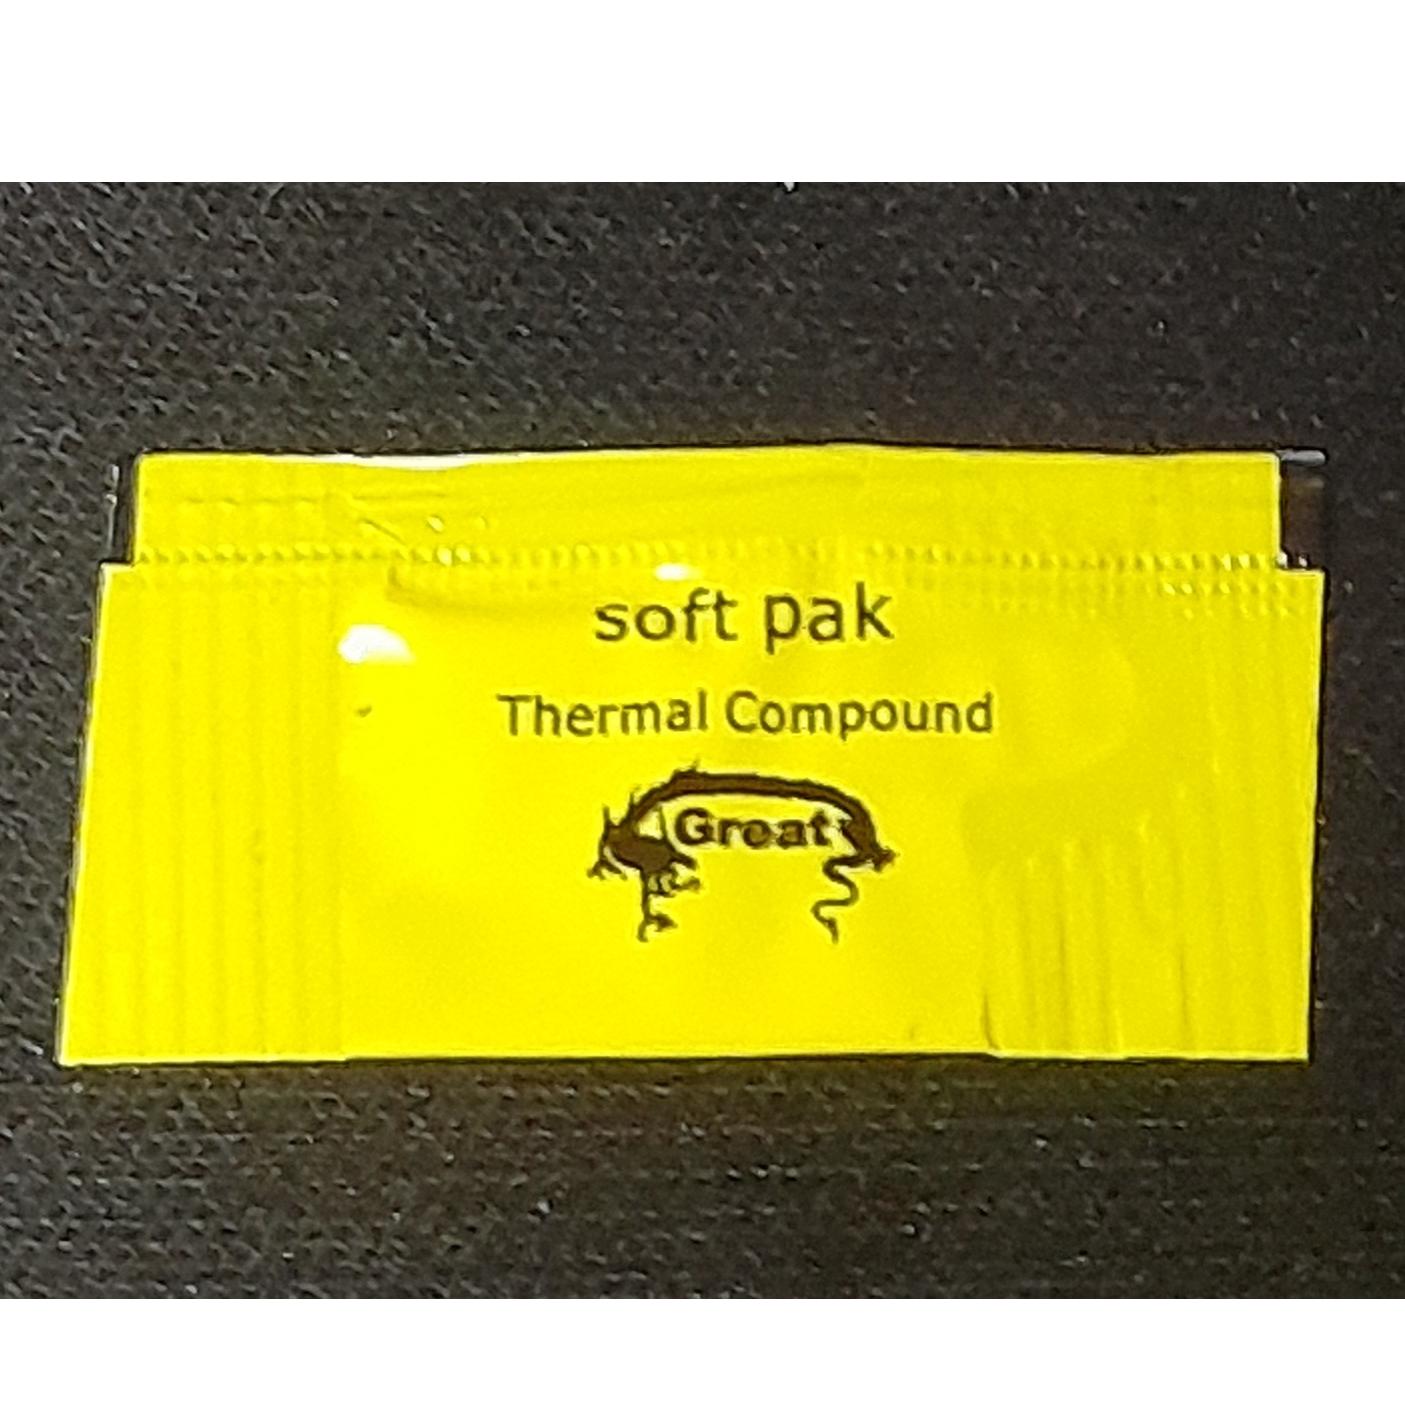 soft pak
Thermal Compound
Great